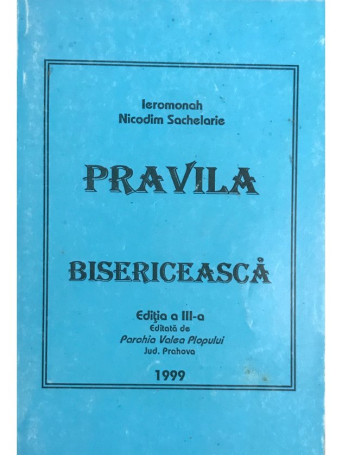 Ieromonah
Nicodim Sachelarie
PRAVILA
BISERICEASCĂ
Ediția a III-a
Editată de
Parohia Valea Plopului
Jud. Prahova
1999